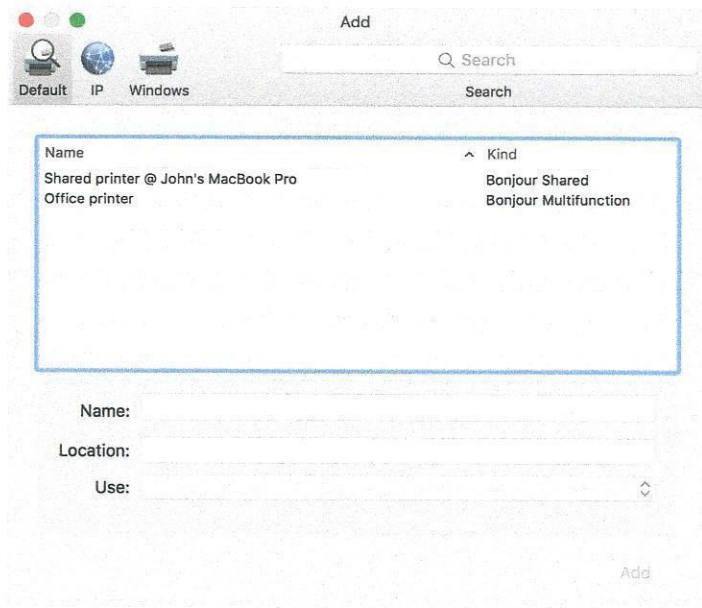 Add
Default IP Windows
Search
Search
Name Kind
Shared printer @ John's MacBook Pro Bonjour Shared
Office printer Bonjour Multifunction
Name:
Location:
Use:
Add